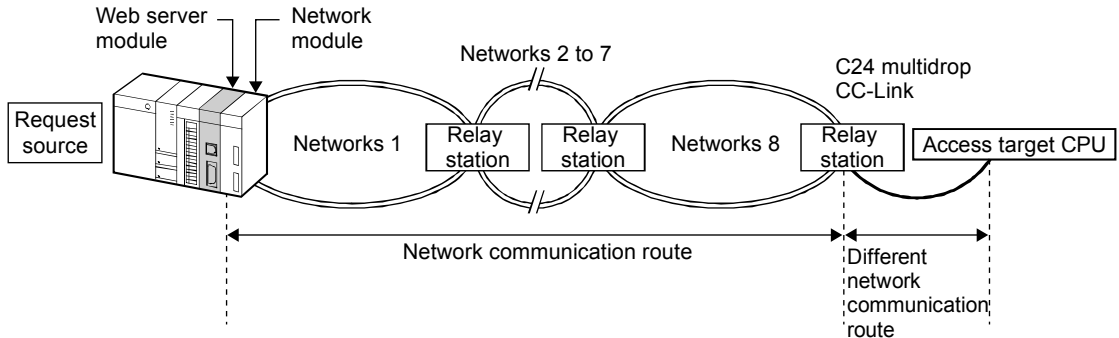 Web server
module
Network
module
Networks 2 to 7
C24 multidrop
CC-Link
Request
source
Networks 1
Relay
station
Relay
station
Networks 8
Relay
station
Access target CPU
Network communication route
Different
network
communication
route